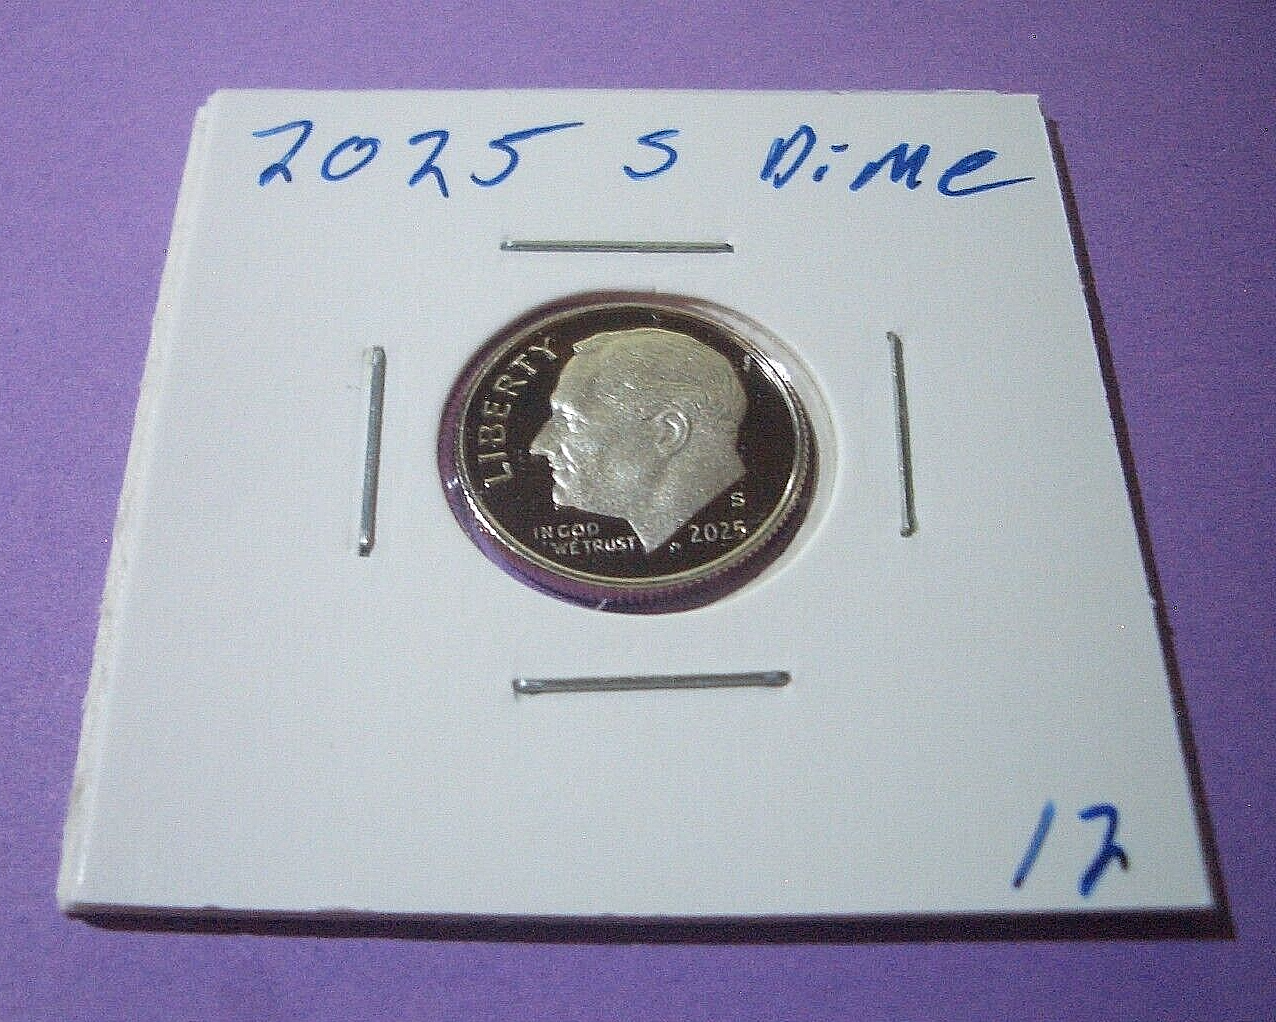 2025 S DiMe
LIBERTY
S
IN GOD
WE TRUST
2025
12